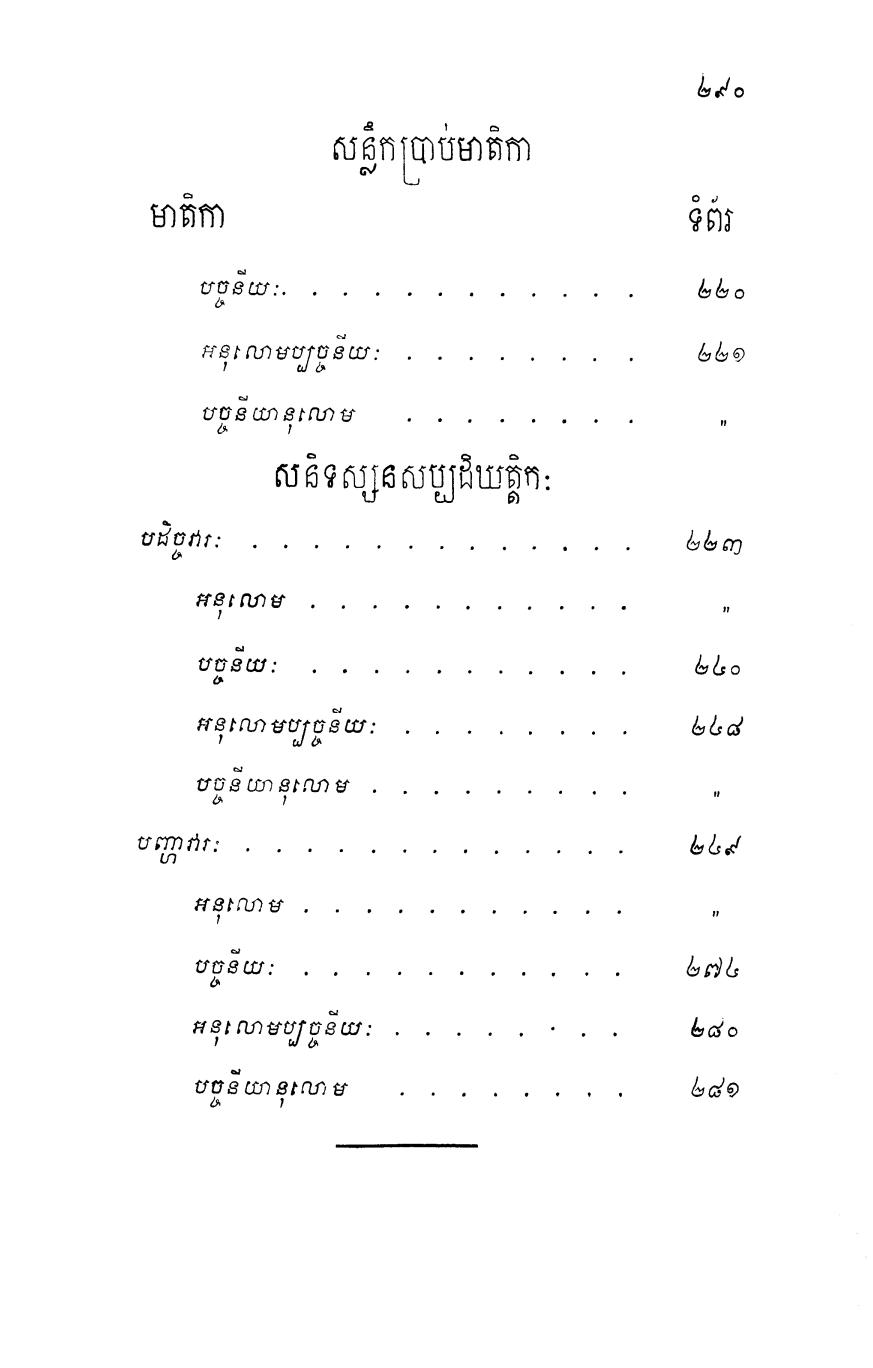 ២៩០
សន្លឹកប្រាប់មាតិកា
មាតិកា ទំព័រ
បច្ចនីយៈ. . . . . . . . . . . . ២២០
អនុលោមប្បច្ចនីយៈ . . . . . . . . ២២១
បច្ចនីយានុលោម . . . . . . . . "
សនិទស្សនសប្បដិឃត្តិកៈ
បដិច្ចវារៈ . . . . . . . . . . . . . ២២៣
អនុលោម . . . . . . . . . . . "
បច្ចនីយៈ . . . . . . . . . . . ២៤០
អនុលោមប្បច្ចនីយៈ . . . . . . . . ២៤៨
បច្ចនីយានុលោម . . . . . . . . . "
បញ្ហាវារៈ . . . . . . . . . . . . . ២៤៩
អនុលោម . . . . . . . . . . . "
បច្ចនីយៈ . . . . . . . . . . . ២៧៤
អនុលោមប្បច្ចនីយៈ . . . . . . . . ២៨០
បច្ចនីយានុលោម . . . . . . . . ២៨១